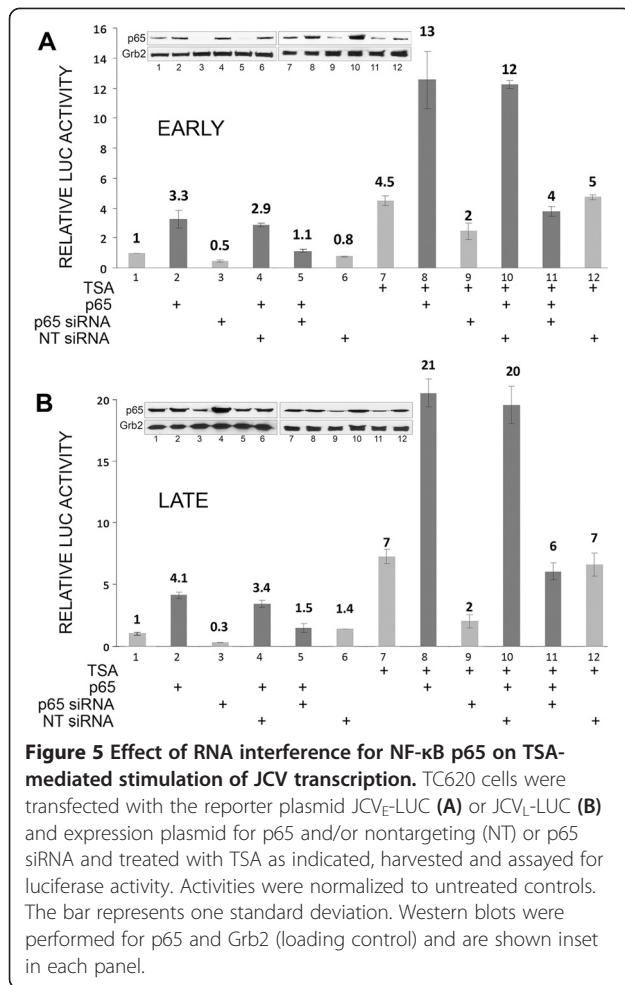 A
p65
Grb2
1 2 3 4 5 6 7 8 9 10 11 12
EARLY
RELATIVE LUC ACTIVITY
16
14
12
10
8
6
4
2
0
1 3.3 0.5 2.9 1.1 0.8 4.5 13 2 12 4 5
1 2 3 4 5 6 7 8 9 10 11 12
TSA + + + + + +
p65 + + + + + +
p65 siRNA + + + +
NT siRNA + + + +
B
p65
Grb2
1 2 3 4 5 6 7 8 9 10 11 12
LATE
RELATIVE LUC ACTIVITY
20
15
10
5
0
1 4.1 0.3 3.4 1.5 1.4 7 21 2 20 6 7
1 2 3 4 5 6 7 8 9 10 11 12
TSA + + + + + +
p65 + + + + + +
p65 siRNA + + + +
NT siRNA + + + +
Figure 5 Effect of RNA interference for NF-κB p65 on TSA-
mediated stimulation of JCV transcription. TC620 cells were
transfected with the reporter plasmid JCVE-LUC (A) or JCVL-LUC (B)
and expression plasmid for p65 and/or nontargeting (NT) or p65
siRNA and treated with TSA as indicated, harvested and assayed for
luciferase activity. Activities were normalized to untreated controls.
The bar represents one standard deviation. Western blots were
performed for p65 and Grb2 (loading control) and are shown inset
in each panel.